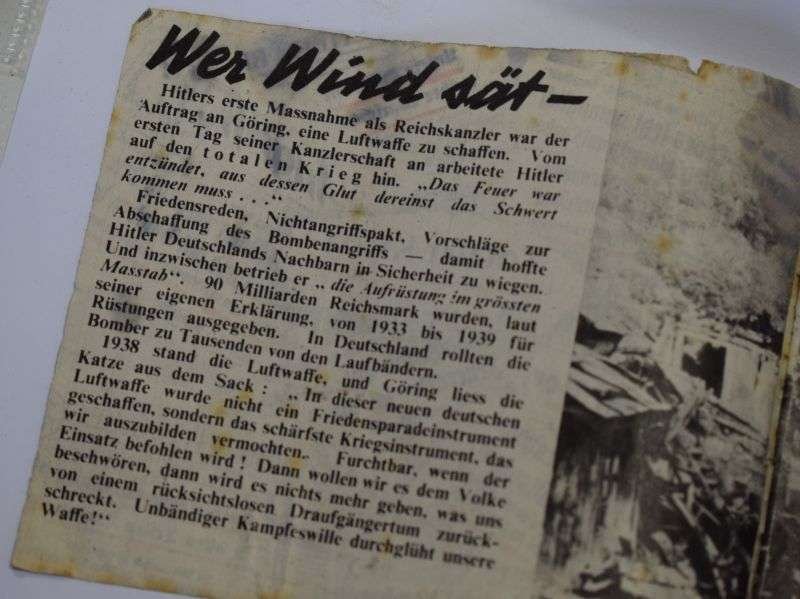 Wer Wind sät –
Hitlers erste Massnahme als Reichskanzler war der
Auftrag an Göring, eine Luftwaffe zu schaffen. Vom
ersten Tag seiner Kanzlerschaft an arbeitete Hitler
auf den totalen Krieg hin. „Das Feuer war
entzündet, aus dessen Glut dereinst das Schwert
kommen muss . . .“
Friedensreden, Nichtangriffspakt, Vorschläge zur
Abschaffung des Bombenangriffs — damit hoffte
Hitler Deutschlands Nachbarn in Sicherheit zu wiegen.
Und inzwischen betrieb er „die Aufrüstung im grössten
Masstab“. 90 Milliarden Reichsmark wurden, laut
seiner eigenen Erklärung, von 1933 bis 1939 für
Rüstungen ausgegeben. In Deutschland rollten die
Bomber zu Tausenden von den Laufbändern.
1938 stand die Luftwaffe, und Göring liess die
Katze aus dem Sack : „In dieser neuen deutschen
Luftwaffe wurde nicht ein Friedensparadeinstrument
geschaffen, sondern das schärfste Kriegsinstrument, das
wir auszubilden vermochten. Furchtbar, wenn der
Einsatz befohlen wird ! Dann wollen wir es dem Volke
beschwören, dann wird es nichts mehr geben, was uns
von einem rücksichtslosen Draufgängertum zurück-
schreckt. Unbändiger Kampfeswille durchglüht unsere
Waffe!“